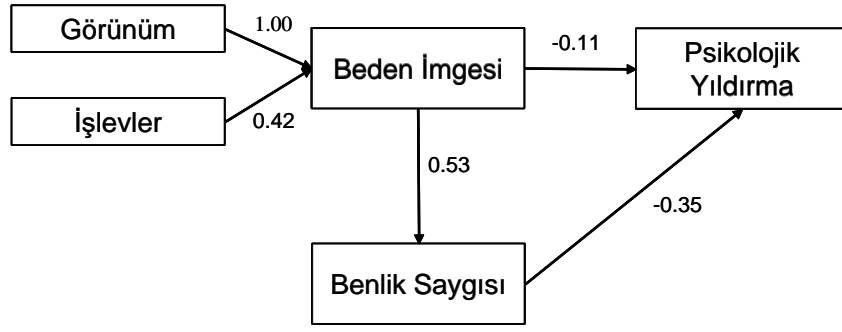 Görünüm
1.00
İşlevler
0.42
Beden İmgesi
-0.11
Psikolojik
Yıldırma
0.53
-0.35
Benlik Saygısı